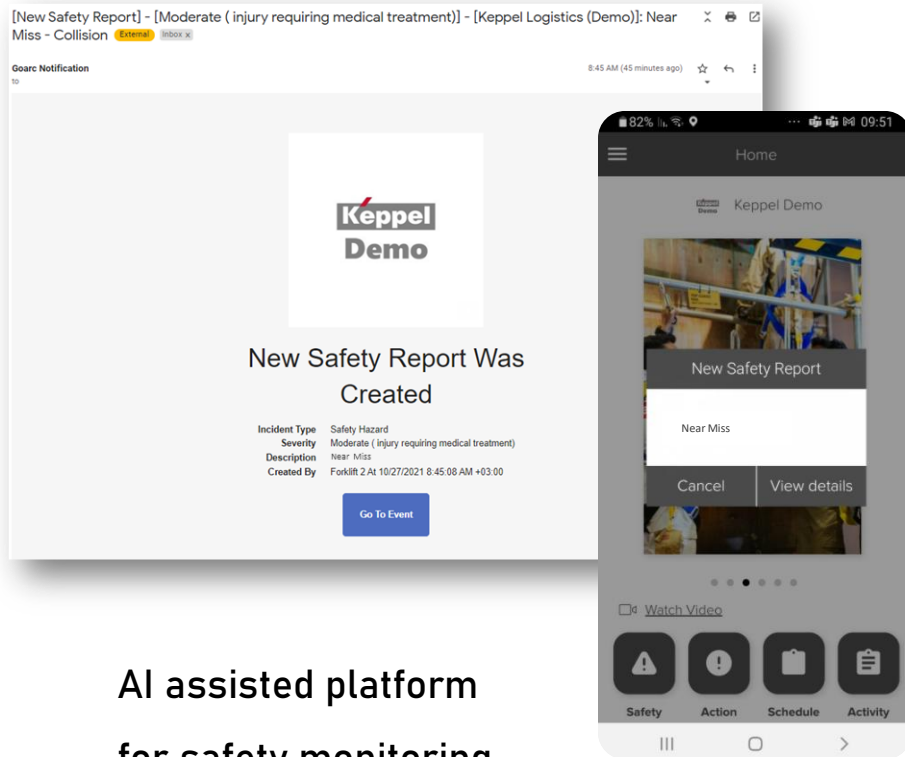 [New Safety Report] - [Moderate ( injury requiring medical treatment)] - [Keppel Logistics (Demo)]: Near
Miss - Collision External Inbox x
Goarc Notification
to
8:45 AM (45 minutes ago)
Keppel
Demo
New Safety Report Was
Created
Incident Type Safety Hazard
Severity Moderate ( injury requiring medical treatment)
Description Near Miss
Created By Forklift 2 At 10/27/2021 8:45:08 AM +03:00
Go To Event
82% 09:51
Home
Keppel Demo
Keppel Demo
New Safety Report
Near Miss
Cancel View details
Watch Video
Safety Action Schedule Activity
AI assisted platform
for safety monitoring